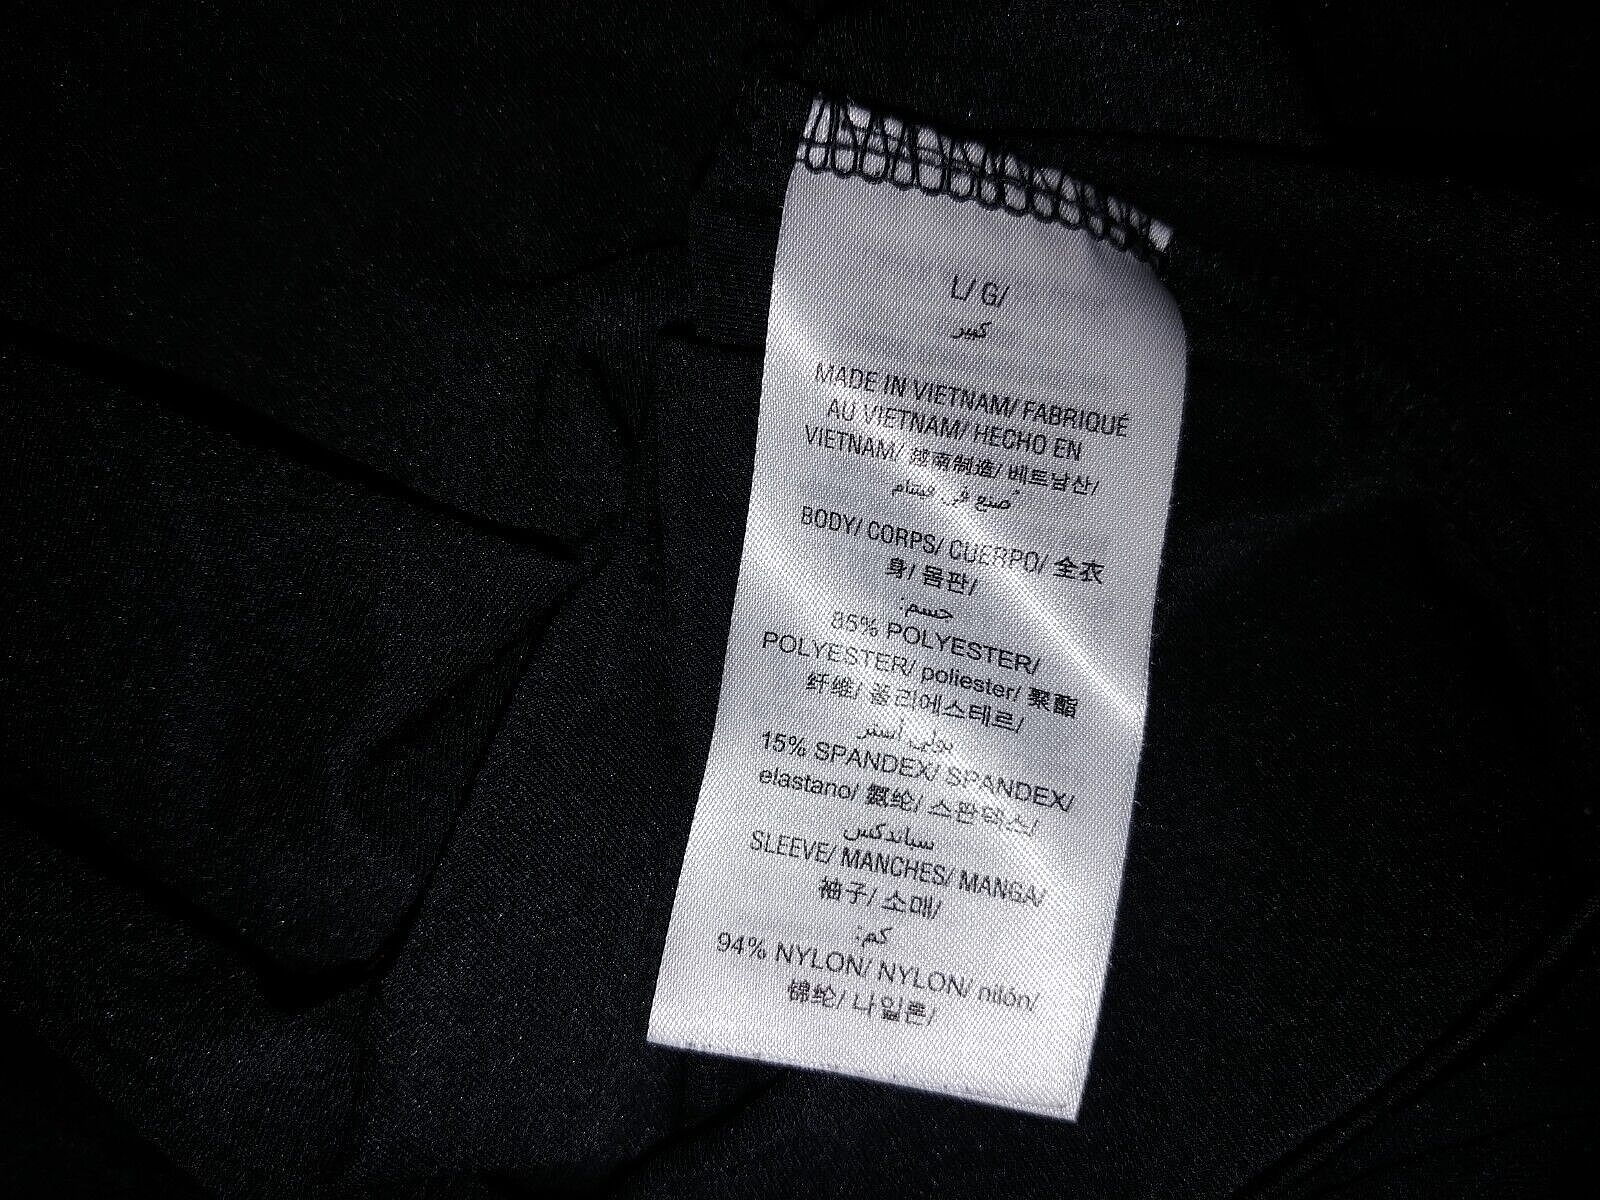 L/ G/
كبير
MADE IN VIETNAM/ FABRIQUÉ
AU VIETNAM/ HECHO EN
VIETNAM/ 越南制造/ 베트남산/
صنع في فيتنام
BODY/ CORPS/ CUERPO/ 全衣
身/ 몸판/
جسم:
85% POLYESTER/
POLYESTER/ poliester/ 聚酯
纤维/ 폴리에스테르/
بولي أستر
15% SPANDEX/ SPANDEX/
elastano/ 氨纶/ 스판덱스/
سباندكس
SLEEVE/ MANCHES/ MANGA/
袖子/ 소매/
كم:
94% NYLON/ NYLON/ nilón/
锦纶/ 나일론/